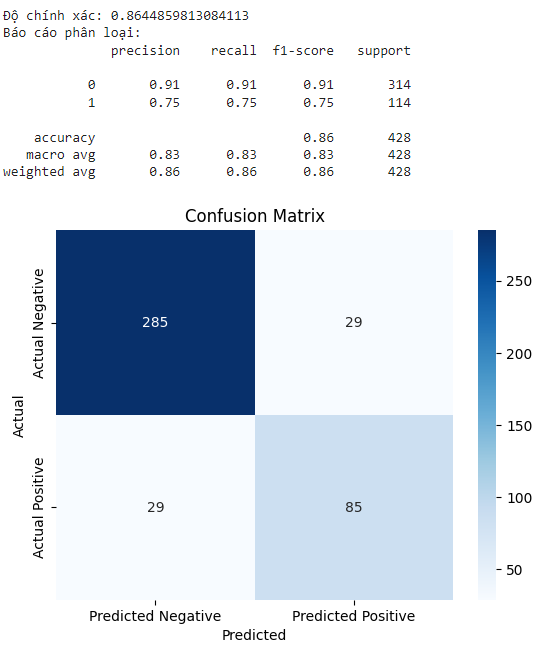 Độ chính xác: 0.8644859813084113
Báo cáo phân loại:
precision recall f1-score support
0 0.91 0.91 0.91 314
1 0.75 0.75 0.75 114
accuracy 0.86 428
macro avg 0.83 0.83 0.83 428
weighted avg 0.86 0.86 0.86 428
Confusion Matrix
Actual
Actual Negative
285 29
Actual Positive
29 85
Predicted Negative Predicted Positive
Predicted
250
200
150
100
50